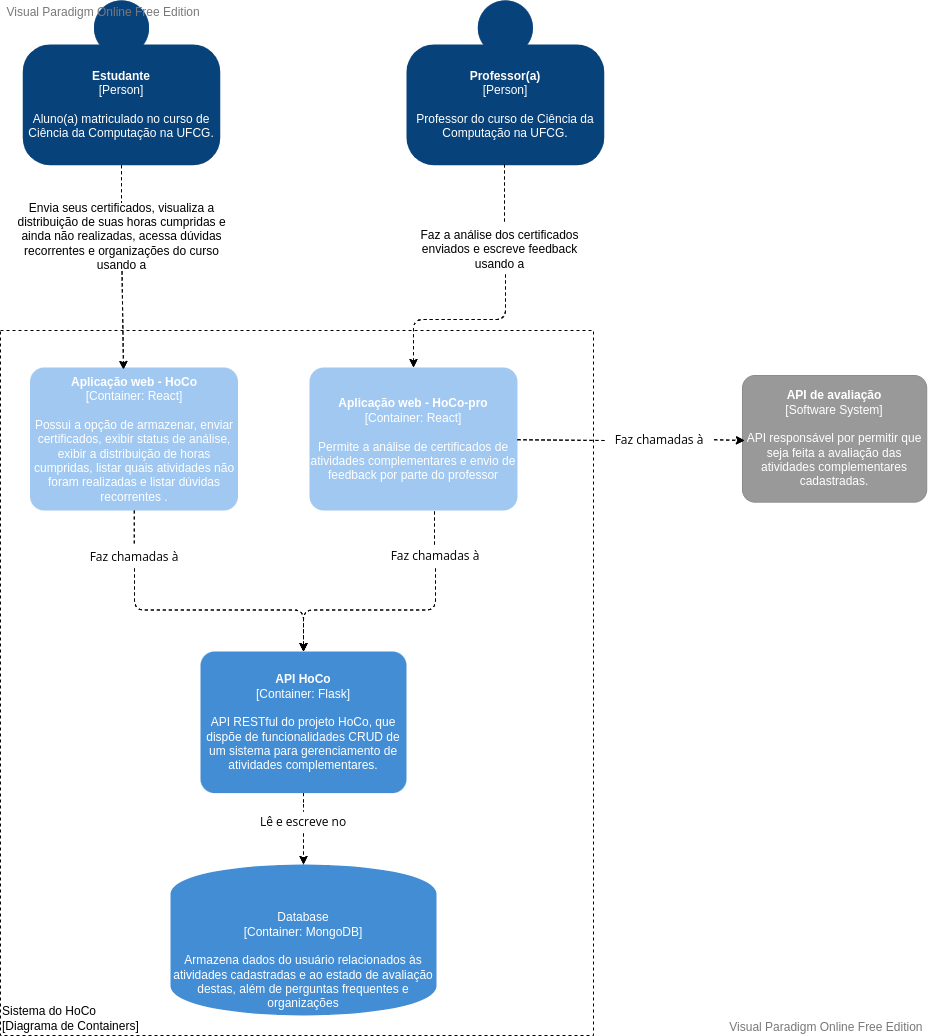 Visual Paradigm Online Free Edition
Estudante
[Person]
Aluno(a) matriculado no curso de
Ciência da Computação na UFCG.
Professor(a)
[Person]
Professor do curso de Ciência da
Computação na UFCG.
Envia seus certificados, visualiza a
distribuição de suas horas cumpridas e
ainda não realizadas, acessa dúvidas
recorrentes e organizações do curso
usando a
Faz a análise dos certificados
enviados e escreve feedback
usando a
Aplicação web - HoCo
[Container: React]
Possui a opção de armazenar, enviar
certificados, exibir status de análise,
exibir a distribuição de horas
cumpridas, listar quais atividades não
foram realizadas e listar dúvidas
recorrentes .
Aplicação web - HoCo-pro
[Container: React]
Permite a análise de certificados de
atividades complementares e envio de
feedback por parte do professor
Faz chamadas à
API de avaliação
[Software System]
API responsável por permitir que
seja feita a avaliação das
atividades complementares
cadastradas.
Faz chamadas à
Faz chamadas à
API HoCo
[Container: Flask]
API RESTful do projeto HoCo, que
dispõe de funcionalidades CRUD de
um sistema para gerenciamento de
atividades complementares.
Lê e escreve no
Database
[Container: MongoDB]
Armazena dados do usuário relacionados às
atividades cadastradas e ao estado de avaliação
destas, além de perguntas frequentes e
organizações
Sistema do HoCo
[Diagrama de Containers]
Visual Paradigm Online Free Edition